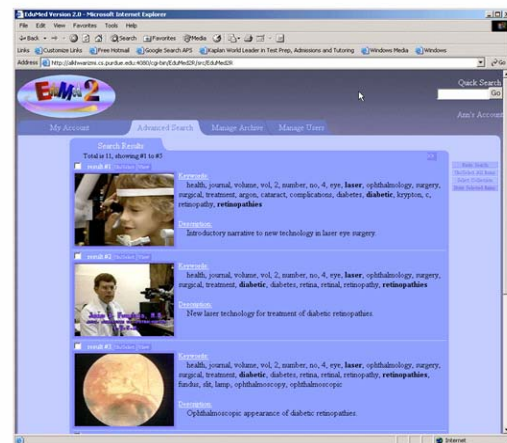 EduMed Version 2.0 - Microsoft Internet Explorer
File Edit View Favorites Tools Help
Back Search Favorites Media
Links Customize Links Free Hotmail Google Search APS Kaplan World Leader in Test Prep, Admissions and Tutoring Windows Media Windows
Address Go
EduMed 2
Quick Search
Go
Ann's Account
My Account Advanced Search Manage Archive Manage Users
Search Results
Total is 11, showing #1 to #5
result #1
Keywords:
health, journal, volume, vol, 2, number, no, 4, eye, laser, ophthalmology, surgery,
surgical, treatment, argon, cataract, complications, diabetes, diabetic, krypton, c,
retinopathy, retinopathies
Description:
Introductory narrative to new technology in laser eye surgery.
result #2
Keywords:
health, journal, volume, vol, 2, number, no, 4, eye, laser, ophthalmology, surgery,
surgical, treatment, diabetic, diabetes, retina, retinal, retinopathy, retinopathies
Description:
New laser technology for treatment of diabetic retinopathies.
result #3
Keywords:
health, journal, volume, vol, 2, number, no, 4, eye, laser, ophthalmology, surgery,
surgical, treatment, diabetic, diabetes, retina, retinal, retinopathy, retinopathies,
fundus, slit, lamp, ophthalmoscopy, ophthalmoscopic
Description:
Ophthalmoscopic appearance of diabetic retinopathies.
Internet